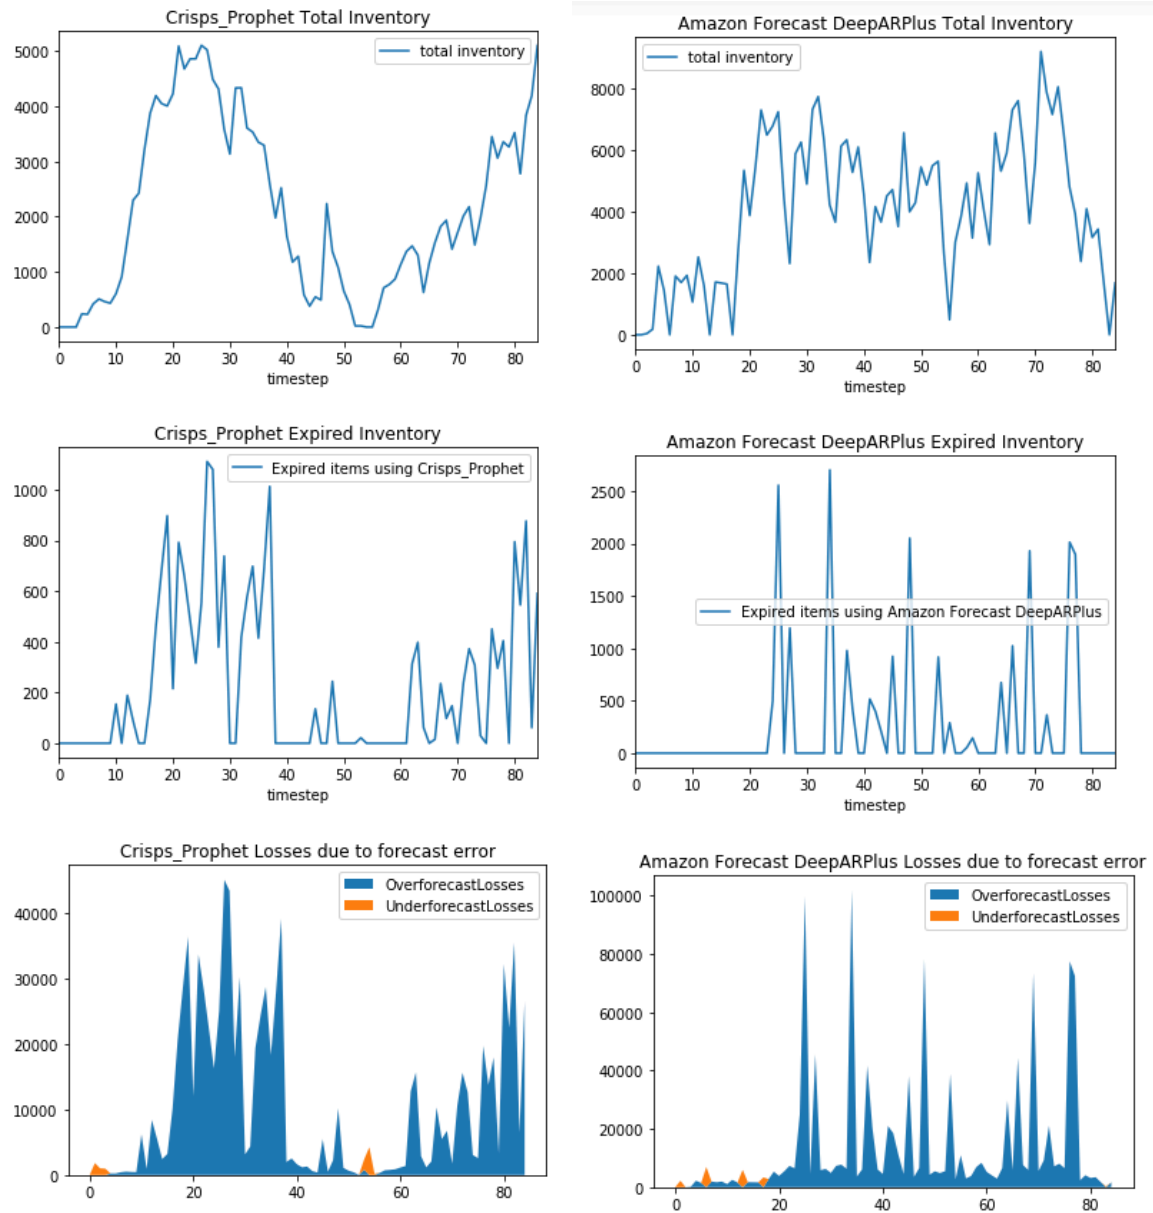 Crisps_Prophet Total Inventory
total inventory
5000
4000
3000
2000
1000
0
0 10 20 30 40 50 60 70 80
timestep
Amazon Forecast DeepARPlus Total Inventory
total inventory
8000
6000
4000
2000
0
0 10 20 30 40 50 60 70 80
timestep
Crisps_Prophet Expired Inventory
Expired items using Crisps_Prophet
1000
800
600
400
200
0
0 10 20 30 40 50 60 70 80
timestep
Amazon Forecast DeepARPlus Expired Inventory
2500
2000
1500
Expired items using Amazon Forecast DeepARPlus
1000
500
0
0 10 20 30 40 50 60 70 80
timestep
Crisps_Prophet Losses due to forecast error
OverforecastLosses
UnderforecastLosses
40000
30000
20000
10000
0
0 20 40 60 80
Amazon Forecast DeepARPlus Losses due to forecast error
OverforecastLosses
UnderforecastLosses
100000
80000
60000
40000
20000
0
0 20 40 60 80